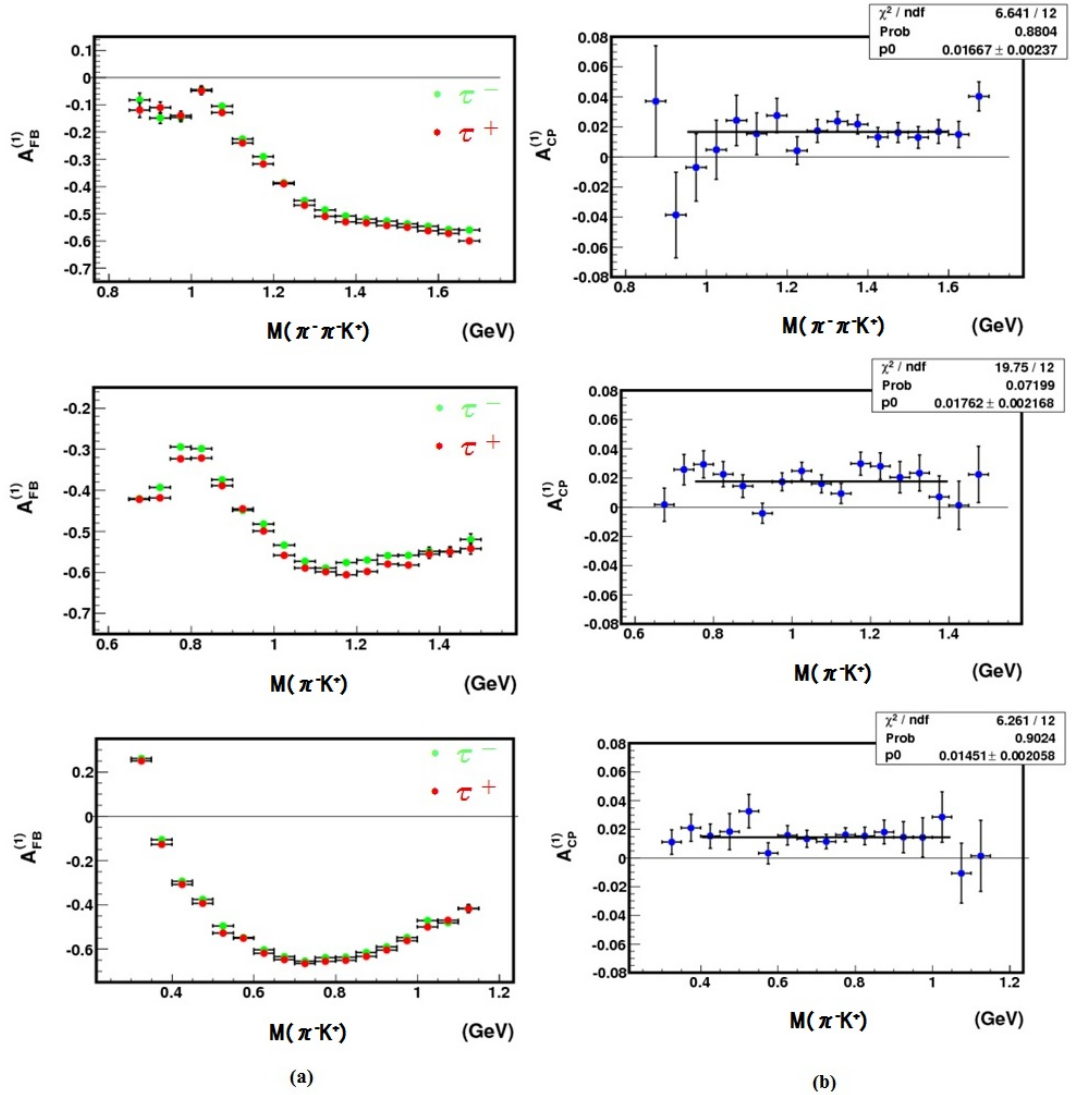 χ² / ndf 6.641 / 12
Prob 0.8804
p0 0.01667 ± 0.00237
0.1
0
-0.1
-0.2
-0.3
-0.4
-0.5
-0.6
-0.7
A_FB^(1)
τ⁻
τ⁺
0.8 1 1.2 1.4 1.6
M(π⁻π⁻K⁺) (GeV)
0.08
0.06
0.04
0.02
0
-0.02
-0.04
-0.06
-0.08
A_CP^(1)
0.8 1 1.2 1.4 1.6
M(π⁻π⁻K⁺) (GeV)
χ² / ndf 19.75 / 12
Prob 0.07199
p0 0.01762 ± 0.002168
-0.2
-0.3
-0.4
-0.5
-0.6
-0.7
A_FB^(1)
τ⁻
τ⁺
0.6 0.8 1 1.2 1.4
M(π⁻K⁺) (GeV)
0.08
0.06
0.04
0.02
0
-0.02
-0.04
-0.06
-0.08
A_CP^(1)
0.6 0.8 1 1.2 1.4
M(π⁻K⁺) (GeV)
χ² / ndf 6.261 / 12
Prob 0.9024
p0 0.01451 ± 0.002058
0.2
0
-0.2
-0.4
-0.6
A_FB^(1)
τ⁻
τ⁺
0.4 0.6 0.8 1 1.2
M(π⁻K⁺) (GeV)
0.08
0.06
0.04
0.02
0
-0.02
-0.04
-0.06
-0.08
A_CP^(1)
0.4 0.6 0.8 1 1.2
M(π⁻K⁺) (GeV)
(a) (b)